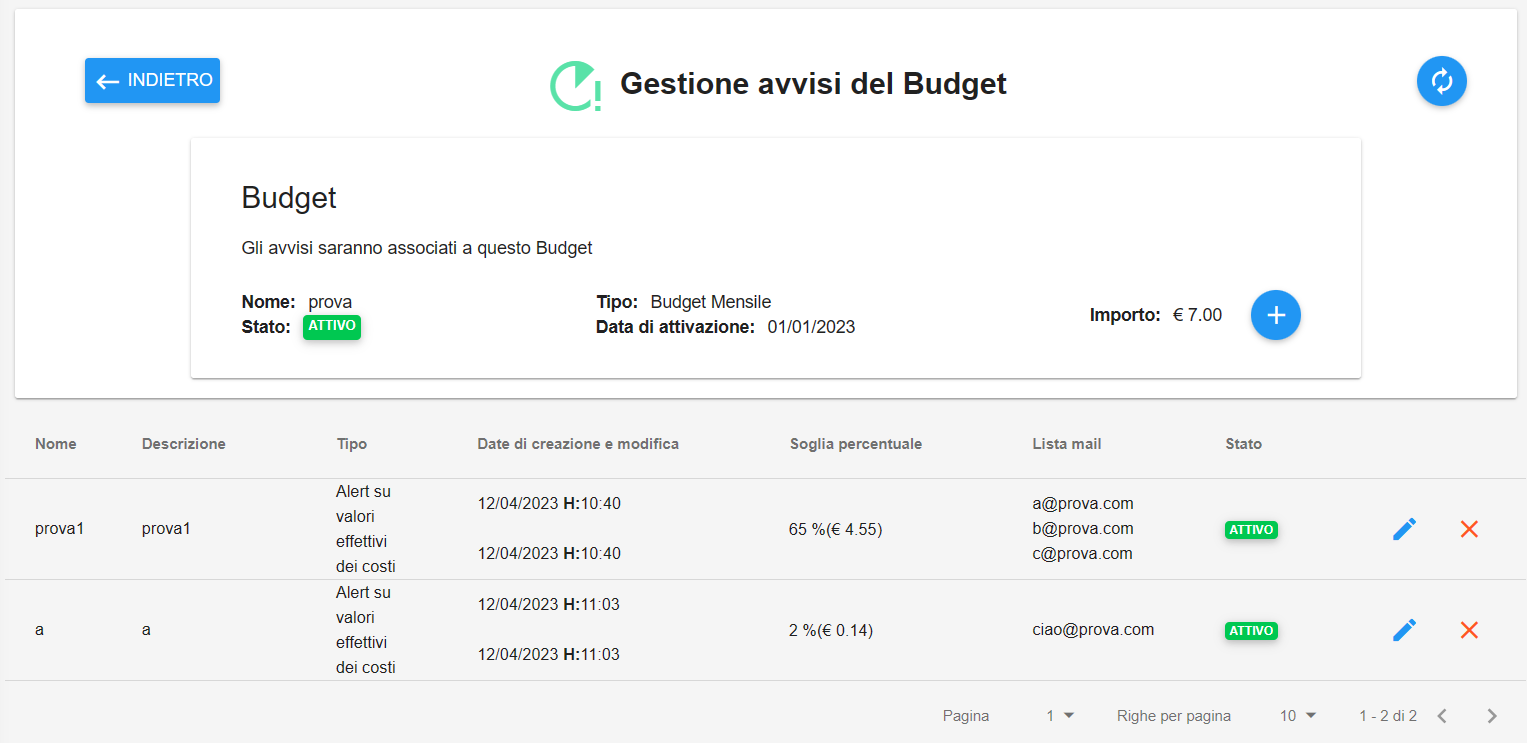 INDIETRO
Gestione avvisi del Budget
Budget
Gli avvisi saranno associati a questo Budget
Nome: prova
Stato: ATTIVO
Tipo: Budget Mensile
Data di attivazione: 01/01/2023
Importo: € 7.00
Nome Descrizione Tipo Date di creazione e modifica Soglia percentuale Lista mail Stato
prova1
prova1
Alert su
valori
effettivi
dei costi
12/04/2023 H:10:40
12/04/2023 H:10:40
65 %(€ 4.55)
a@prova.com
b@prova.com
c@prova.com
ATTIVO
a
a
Alert su
valori
effettivi
dei costi
12/04/2023 H:11:03
12/04/2023 H:11:03
2 %(€ 0.14)
ciao@prova.com
ATTIVO
Pagina 1 Righe per pagina 10 1 - 2 di 2